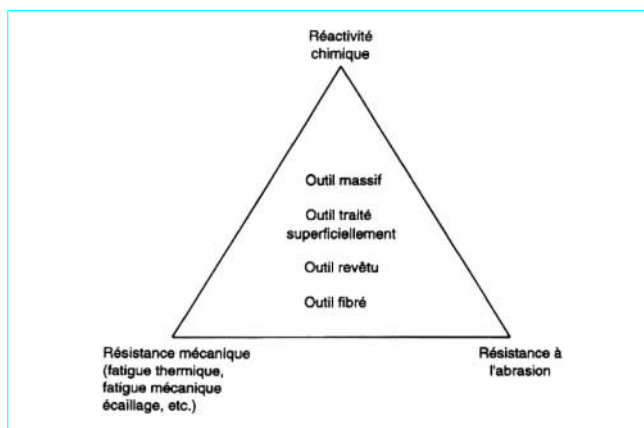 Réactivité
chimique
Outil massif
Outil traité
superficiellement
Outil revêtu
Outil fibré
Résistance mécanique
(fatigue thermique,
fatigue mécanique
écaillage, etc.)
Résistance à
l'abrasion